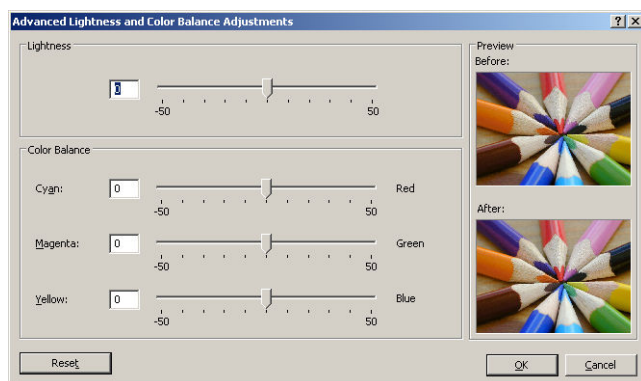 Advanced Lightness and Color Balance Adjustments
Lightness
0
-50 50
Color Balance
Cyan: 0 Red
-50 50
Magenta: 0 Green
-50 50
Yellow: 0 Blue
-50 50
Preview
Before:
After:
Reset
OK Cancel